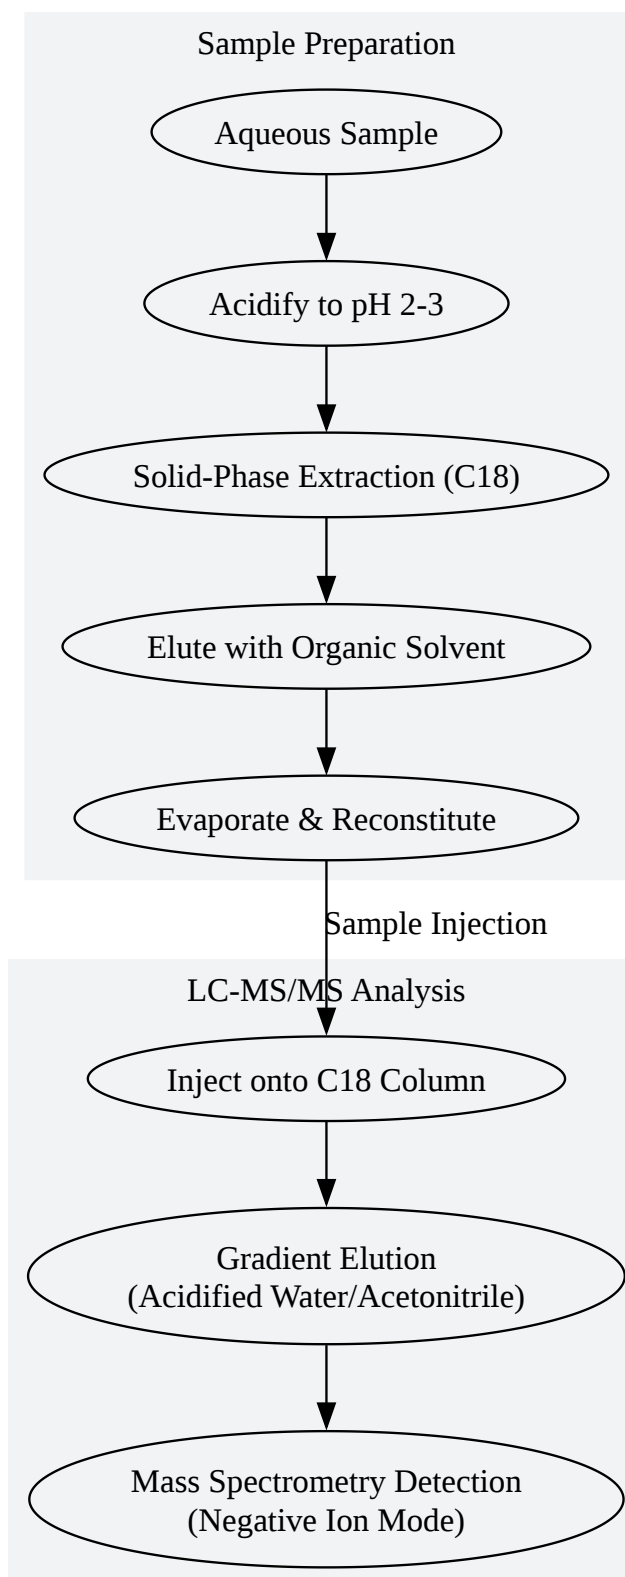 Sample Preparation
Aqueous Sample
Acidify to pH 2-3
Solid-Phase Extraction (C18)
Elute with Organic Solvent
Evaporate & Reconstitute
Sample Injection
LC-MS/MS Analysis
Inject onto C18 Column
Gradient Elution
(Acidified Water/Acetonitrile)
Mass Spectrometry Detection
(Negative Ion Mode)